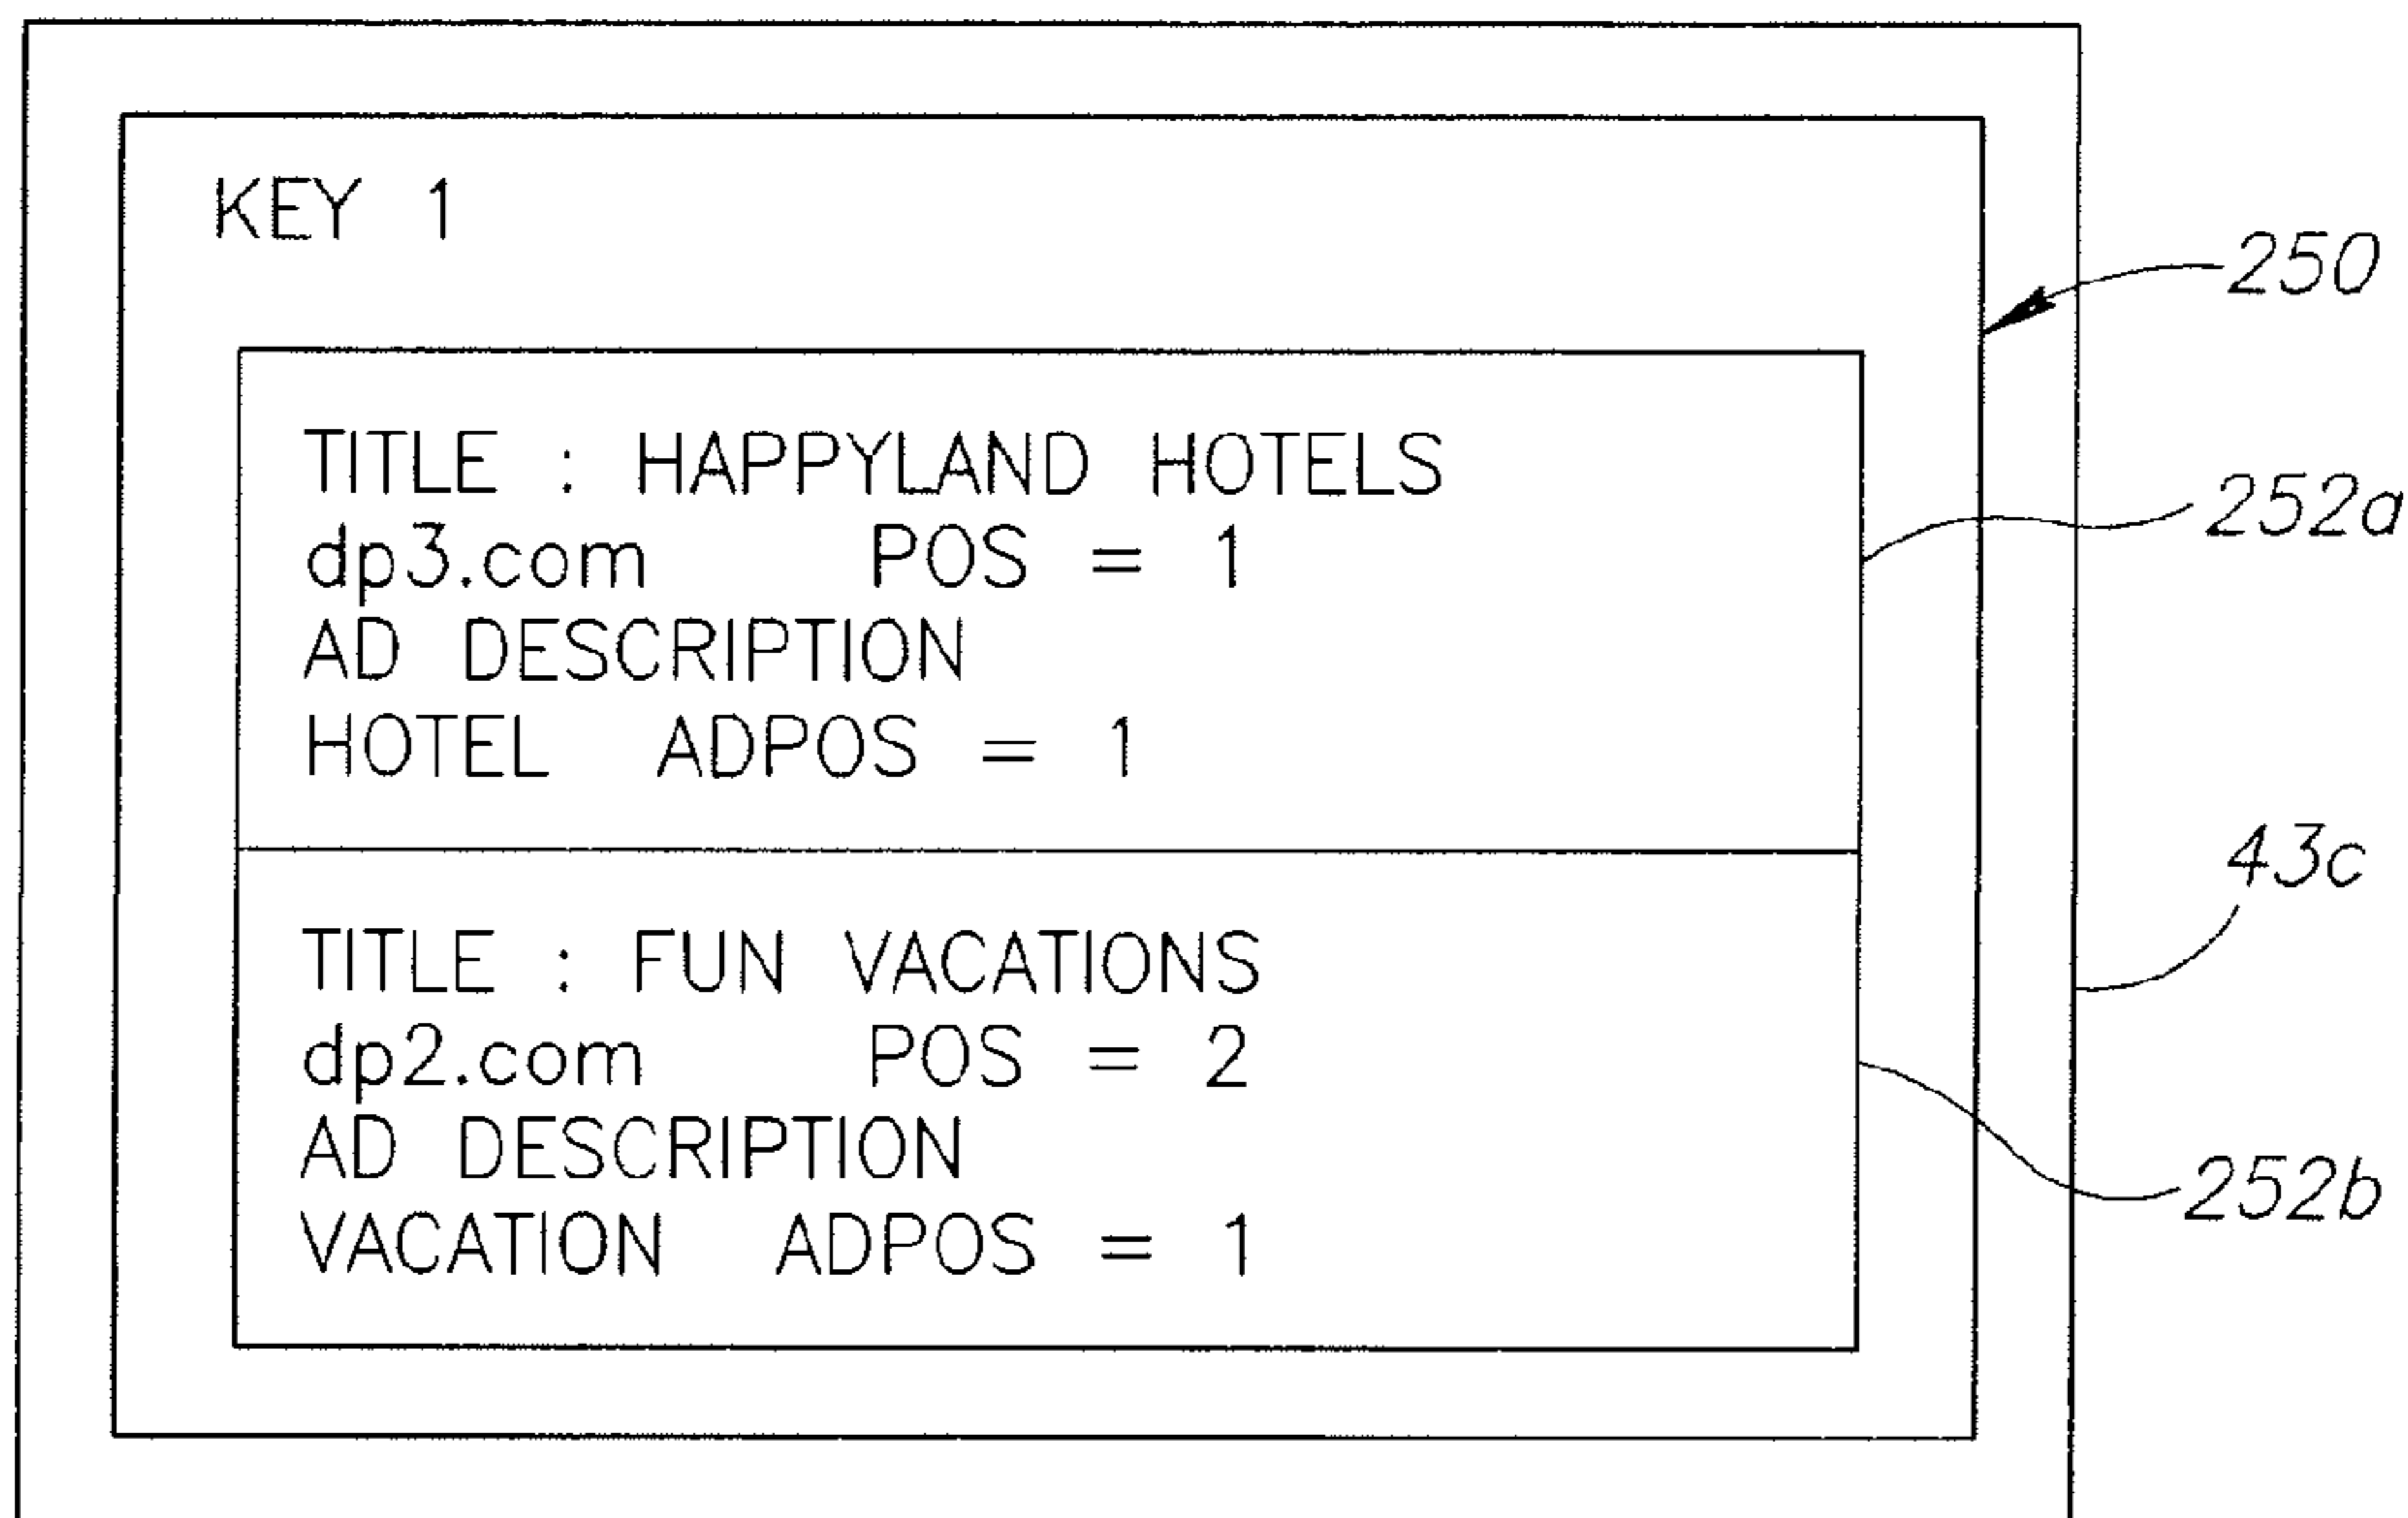 KEY 1
250
TITLE : HAPPYLAND HOTELS
252a
dp3.com POS = 1
AD DESCRIPTION
HOTEL ADPOS = 1
43c
TITLE : FUN VACATIONS
dp2.com POS = 2
AD DESCRIPTION
252b
VACATION ADPOS = 1